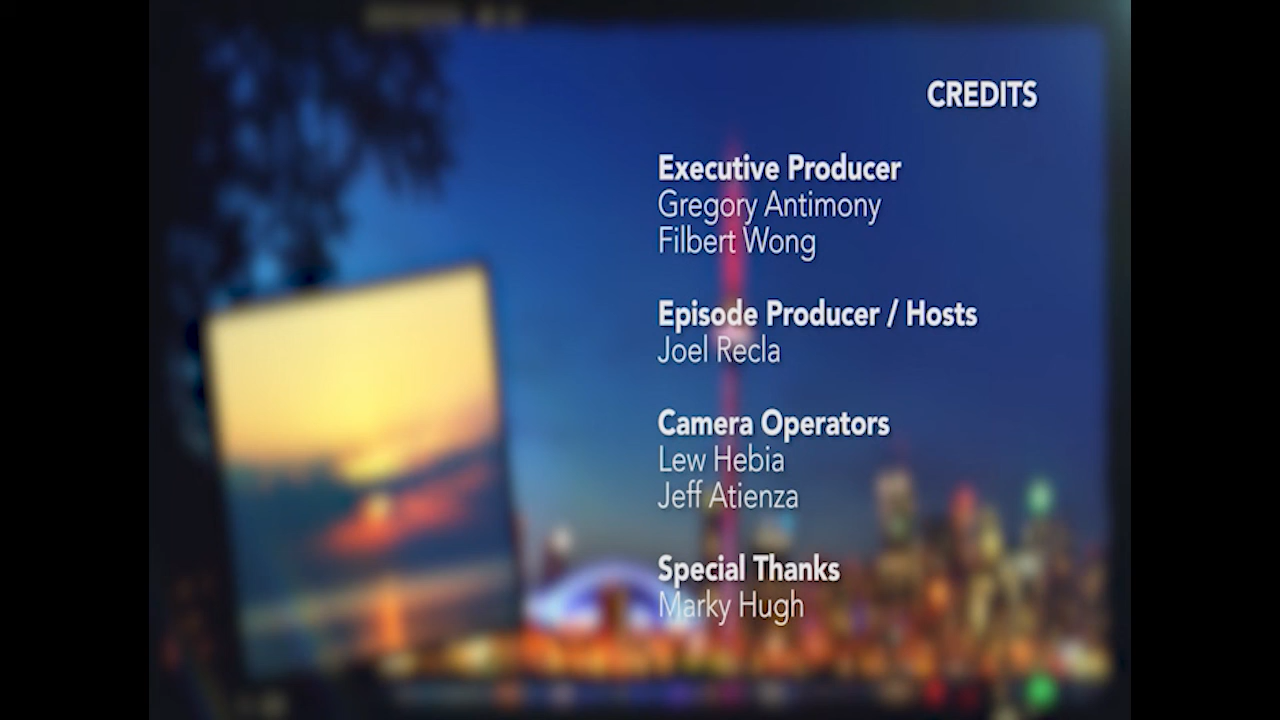 CREDITS
Executive Producer
Gregory Antimony
Filbert Wong
Episode Producer / Hosts
Joel Recla
Camera Operators
Lew Hebia
Jeff Atienza
Special Thanks
Marky Hugh